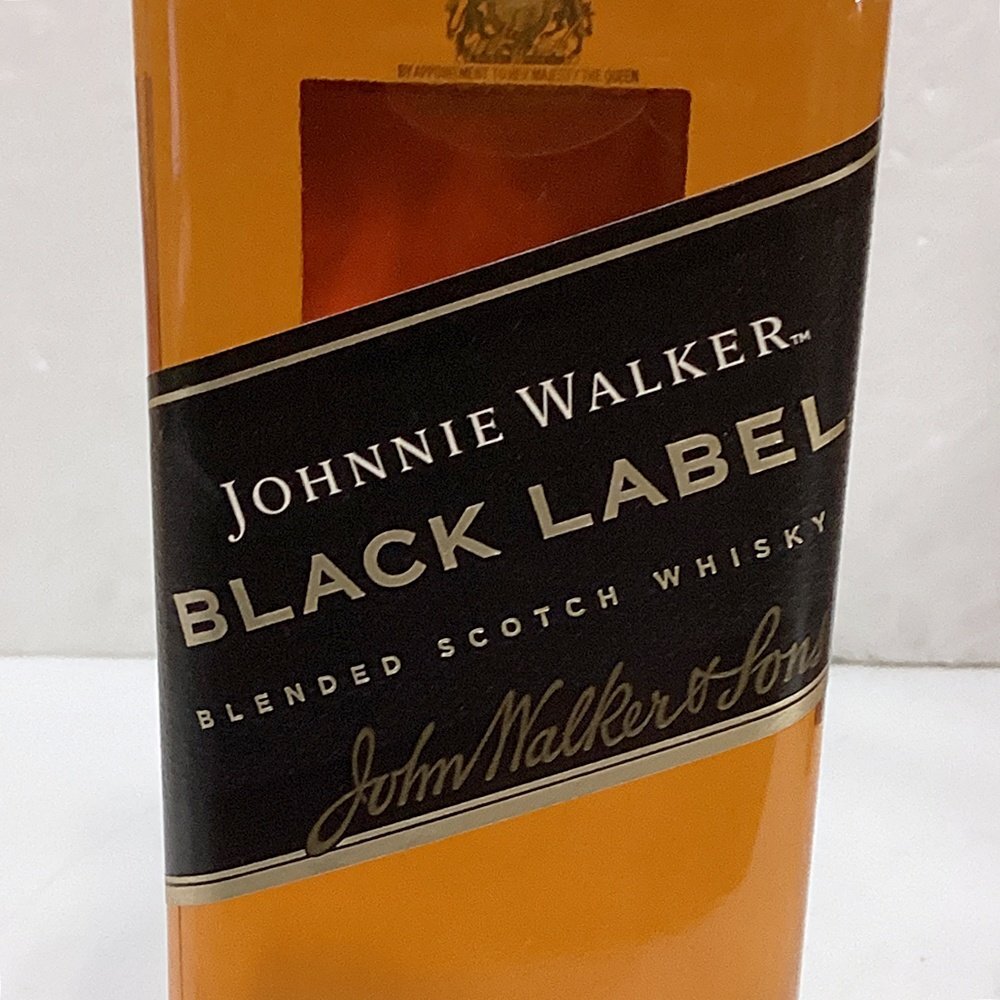 BY APPOINTMENT TO HER MAJESTY THE QUEEN
JOHNNIE WALKER™
BLACK LABEL
BLENDED SCOTCH WHISKY
John Walker & Sons